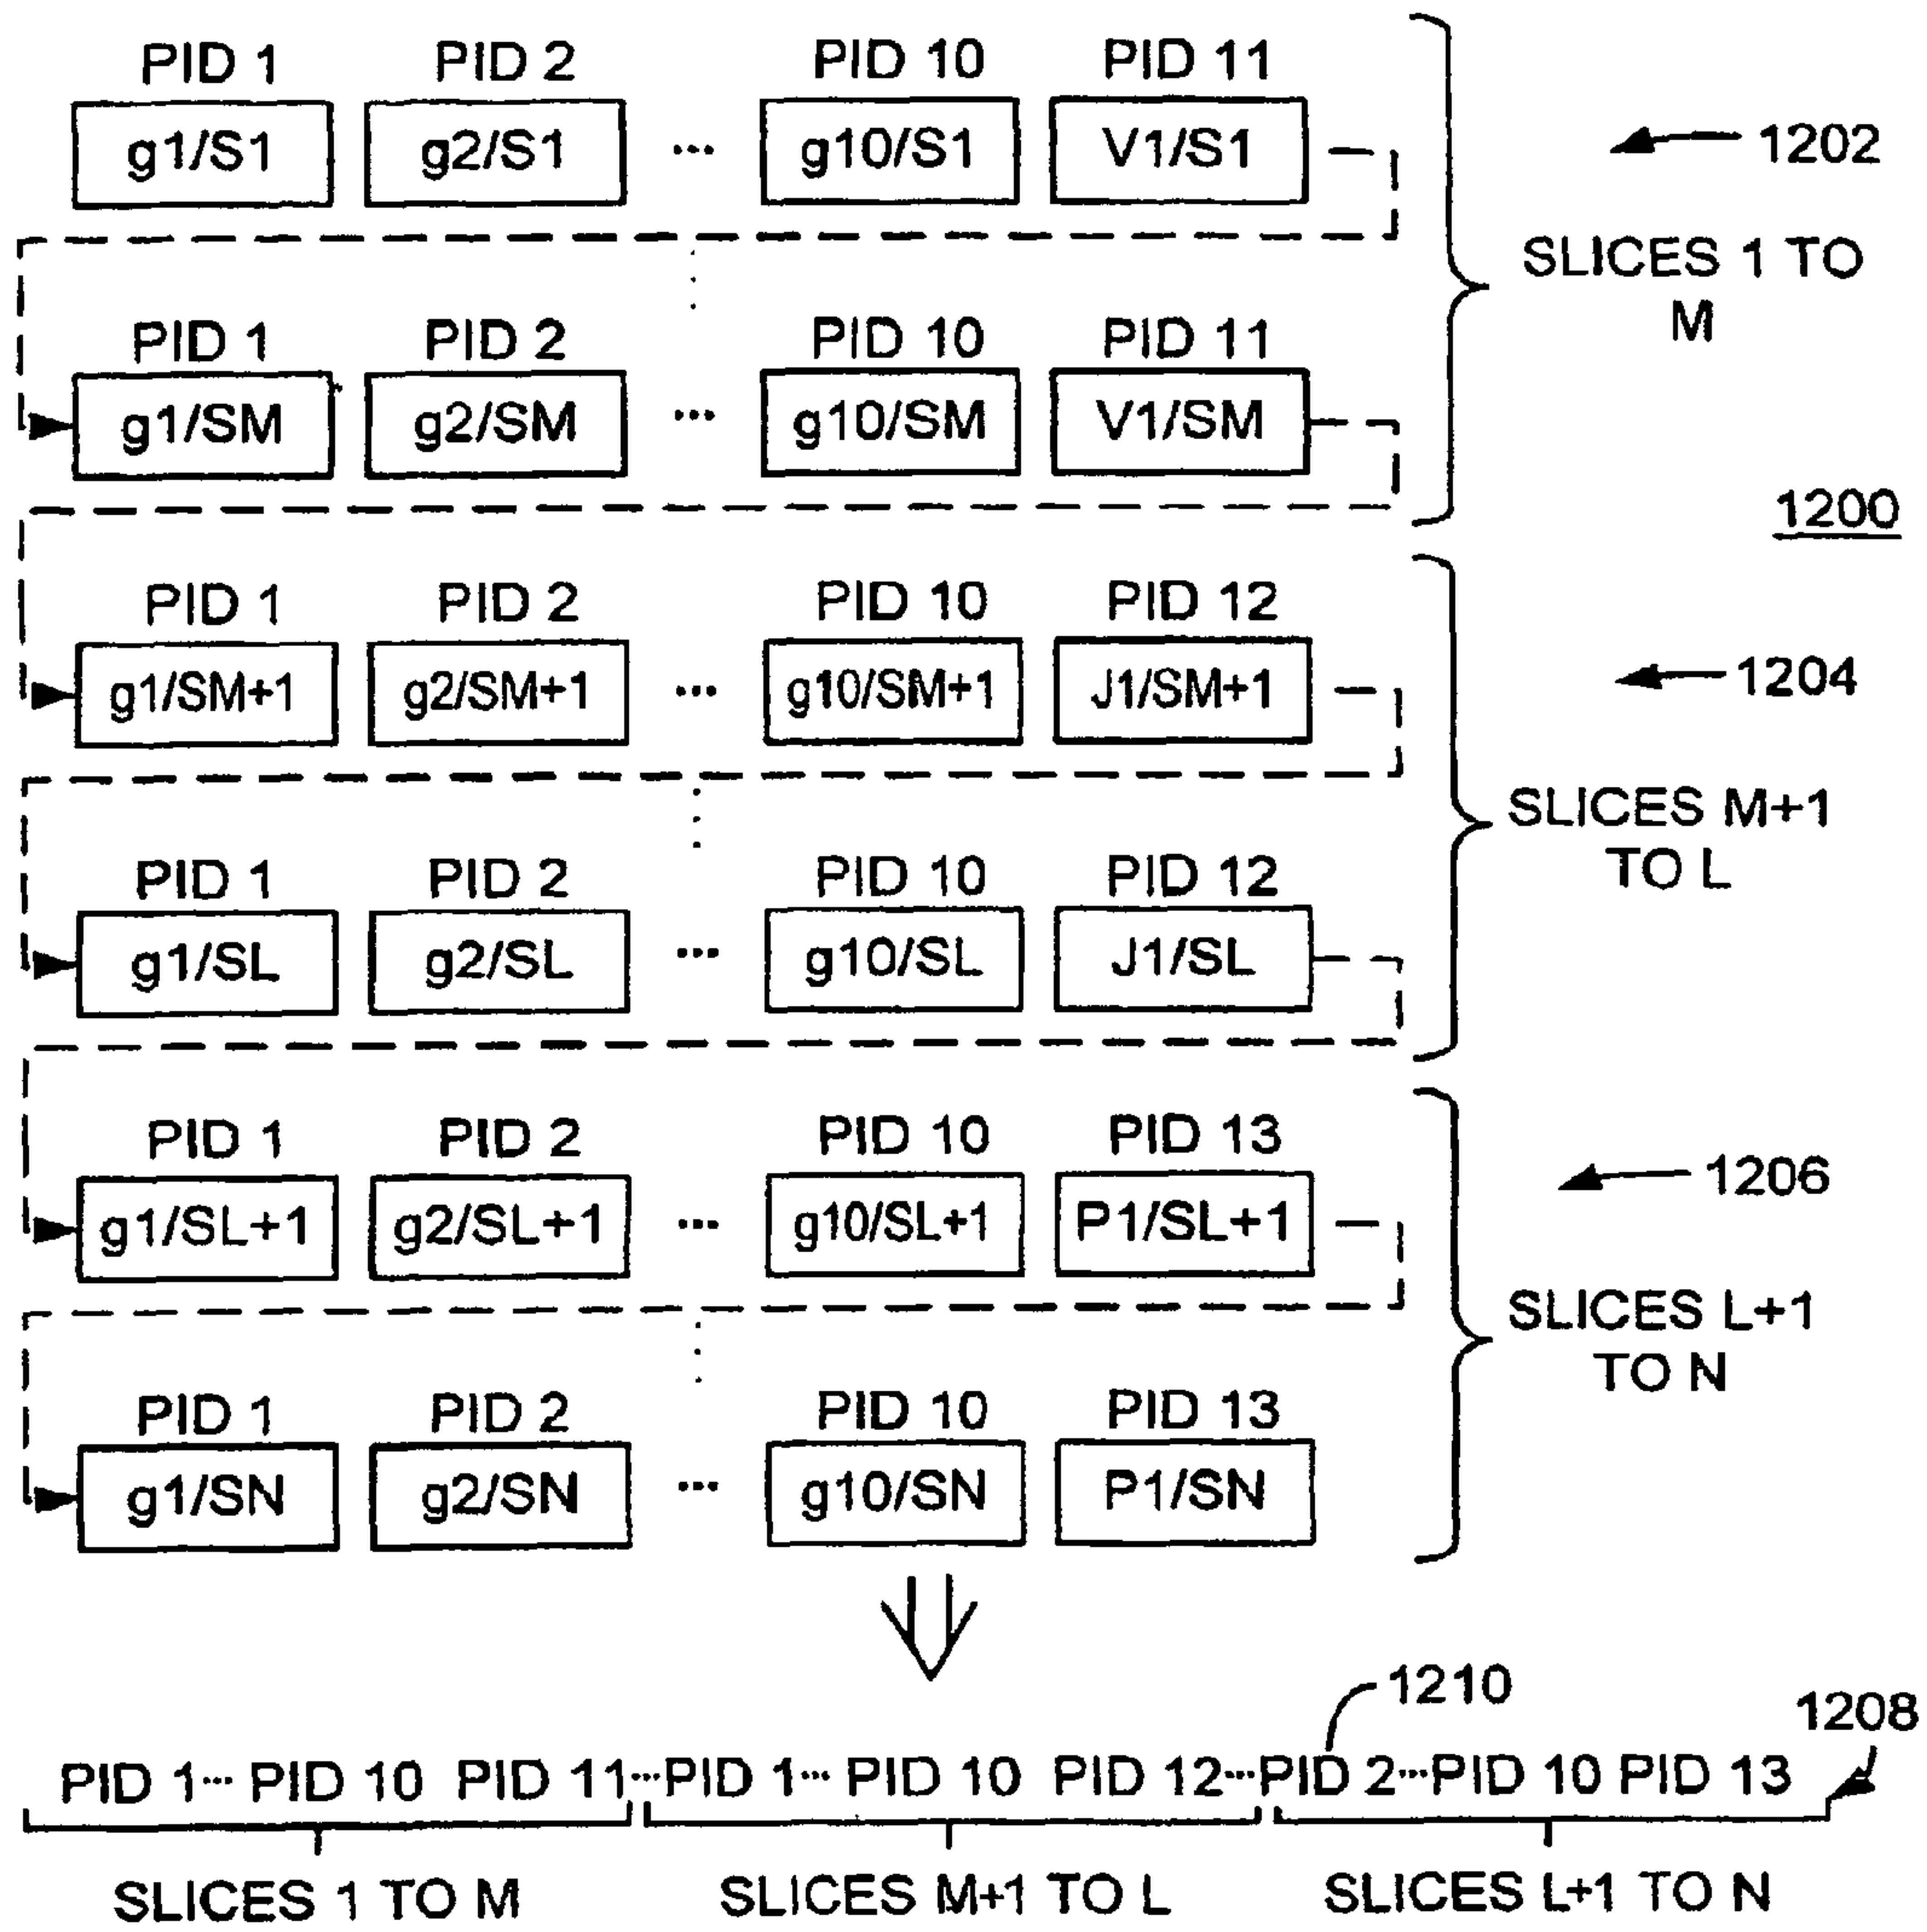 PID 1 PID 2 PID 10 PID 11
g1/S1 g2/S1 ... g10/S1 V1/S1
1202
SLICES 1 TO
M
PID 1 PID 2 PID 10 PID 11
g1/SM g2/SM ... g10/SM V1/SM
1200
PID 1 PID 2 PID 10 PID 12
g1/SM+1 g2/SM+1 ... g10/SM+1 J1/SM+1
1204
SLICES M+1
TO L
PID 1 PID 2 PID 10 PID 12
g1/SL g2/SL ... g10/SL J1/SL
PID 1 PID 2 PID 10 PID 13
g1/SL+1 g2/SL+1 ... g10/SL+1 P1/SL+1
1206
SLICES L+1
TO N
PID 1 PID 2 PID 10 PID 13
g1/SN g2/SN ... g10/SN P1/SN
1210
1208
PID 1... PID 10 PID 11...PID 1... PID 10 PID 12...PID 2...PID 10 PID 13
SLICES 1 TO M SLICES M+1 TO L SLICES L+1 TO N